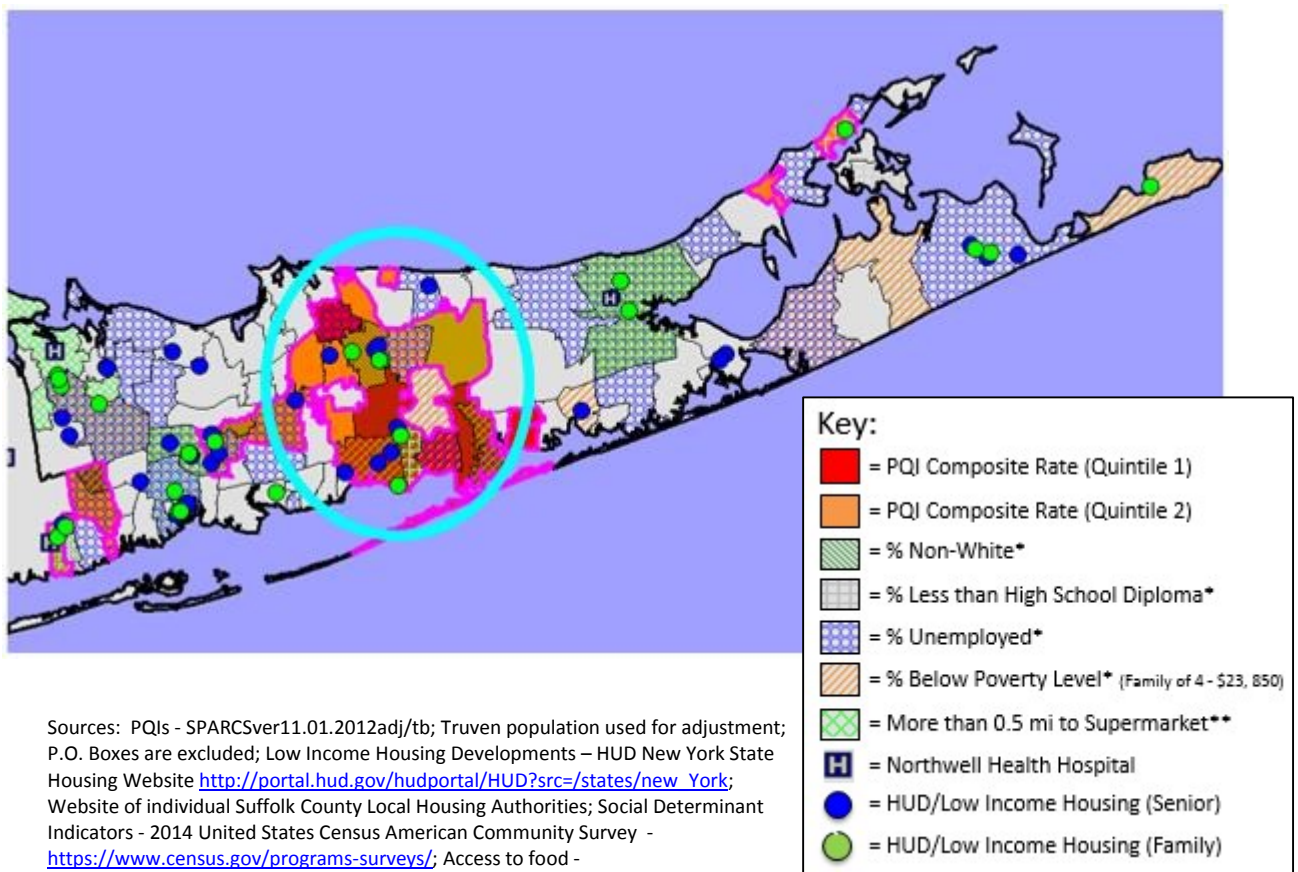 H
H
H
Key:
= PQI Composite Rate (Quintile 1)
= PQI Composite Rate (Quintile 2)
= % Non-White*
= % Less than High School Diploma*
= % Unemployed*
= % Below Poverty Level* (Family of 4 - $23, 850)
= More than 0.5 mi to Supermarket**
H = Northwell Health Hospital
= HUD/Low Income Housing (Senior)
= HUD/Low Income Housing (Family)
Sources: PQIs - SPARCSver11.01.2012adj/tb; Truven population used for adjustment;
P.O. Boxes are excluded; Low Income Housing Developments – HUD New York State
Housing Website http://portal.hud.gov/hudportal/HUD?src=/states/new_York;
Website of individual Suffolk County Local Housing Authorities; Social Determinant
Indicators - 2014 United States Census American Community Survey -
https://www.census.gov/programs-surveys/; Access to food -